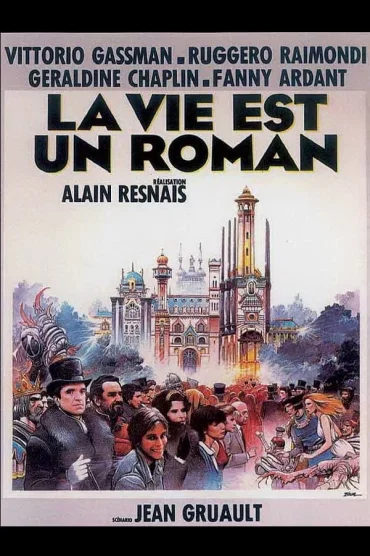 VITTORIO GASSMAN - RUGGERO RAIMONDI
GERALDINE CHAPLIN - FANNY ARDANT
LA VIE EST
UN ROMAN
RÉALISATION
ALAIN RESNAIS
SCÉNARIO JEAN GRUAULT